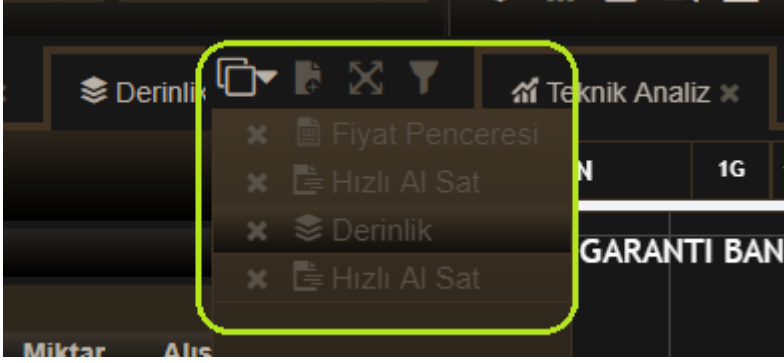 Derinlik
Teknik Analiz
Fiyat Penceresi
Hızlı Al Sat
1G
Derinlik
GARANTI BAN
Hızlı Al Sat
Miktar Alış